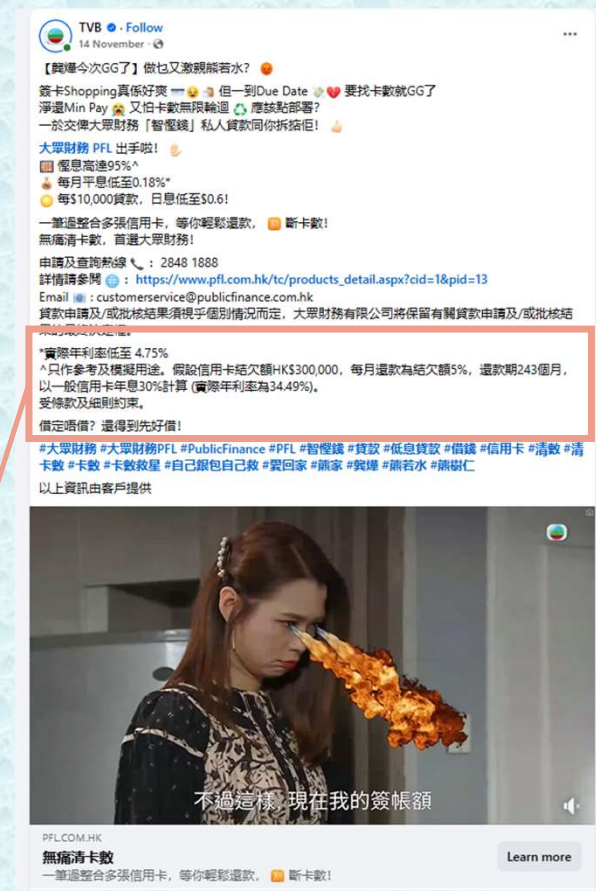 TVB · Follow
14 November ·
【龔燁今次GG了】做乜又激親熊若水？
簽卡Shopping真係好爽 但一到Due Date 要找卡數就GG了
淨還Min Pay 又怕卡數無限輪迴 應該點部署？
一於交俾大眾財務「智慳錢」私人貸款同你拆掂佢！
大眾財務 PFL 出手啦！
慳息高達95%^
每月平息低至0.18%*
每$10,000貸款，日息低至$0.6!
一筆過整合多張信用卡，等你輕鬆還款， 斷卡數!
無痛清卡數，首選大眾財務!
申請及查詢熱線 ： 2848 1888
詳情請參閱 ： https://www.pfl.com.hk/tc/products_detail.aspx?cid=1&pid=13
Email : customerservice@publicfinance.com.hk
貸款申請及/或批核結果須視乎個別情況而定，大眾財務有限公司將保留有關貸款申請及/或批核結
果的最終決定權。
*實際年利率低至 4.75%
^只作參考及模擬用途。假設信用卡結欠額HK$300,000，每月還款為結欠額5%，還款期243個月，
以一般信用卡年息30%計算 (實際年利率為34.49%)。
受條款及細則約束。
借定唔借？還得到先好借！
#大眾財務 #大眾財務PFL #PublicFinance #PFL #智慳錢 #貸款 #低息貸款 #借錢 #信用卡 #清數 #清
卡數 #卡數 #卡數救星 #自己銀包自己救 #愛回家 #熊家 #龔燁 #熊若水 #熊樹仁
以上資訊由客戶提供
不過這樣, 現在我的簽帳額
PFL.COM.HK
無痛清卡數
Learn more
一筆過整合多張信用卡，等你輕鬆還款， 斷卡數!